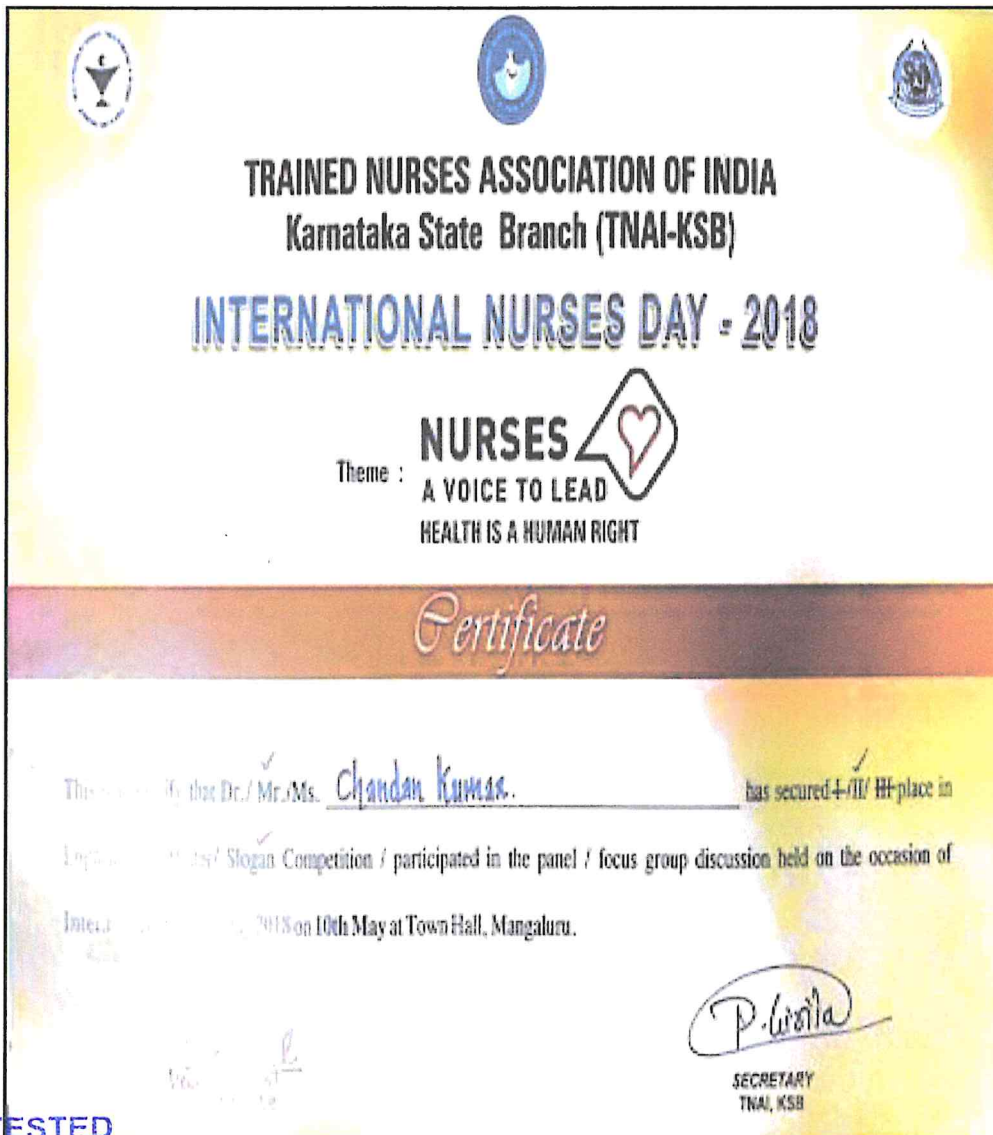 TRAINED NURSES ASSOCIATION OF INDIA
Karnataka State Branch (TNAI-KSB)
INTERNATIONAL NURSES DAY - 2018
Theme :
NURSES
A VOICE TO LEAD
HEALTH IS A HUMAN RIGHT
Certificate
that Dr./ Mr./Ms. Chandan Kumar. has secured I /II/ III place in
Slogan Competition / participated in the panel / focus group discussion held on the occasion of
2018 on 10th May at Town Hall, Mangaluru.
SECRETARY
TNAI, KSB